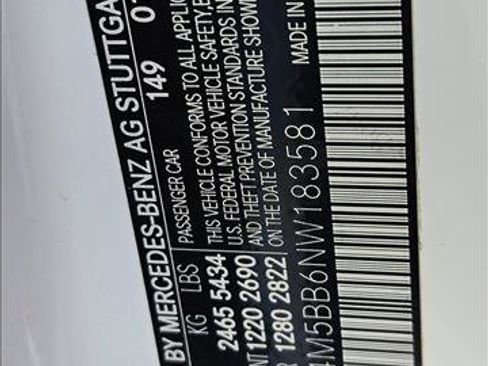 BY MERCEDES-BENZ AG STUTTGA
149 01
KG LBS
2465 5434
1220 2690
1280 2822
PASSENGER CAR
THIS VEHICLE CONFORMS TO ALL APPLIC
U.S. FEDERAL MOTOR VEHICLE SAFETY, B
AND THEFT PREVENTION STANDARDS IN
ON THE DATE OF MANUFACTURE SHOWN
MADE IN
4M5BB6NW183581